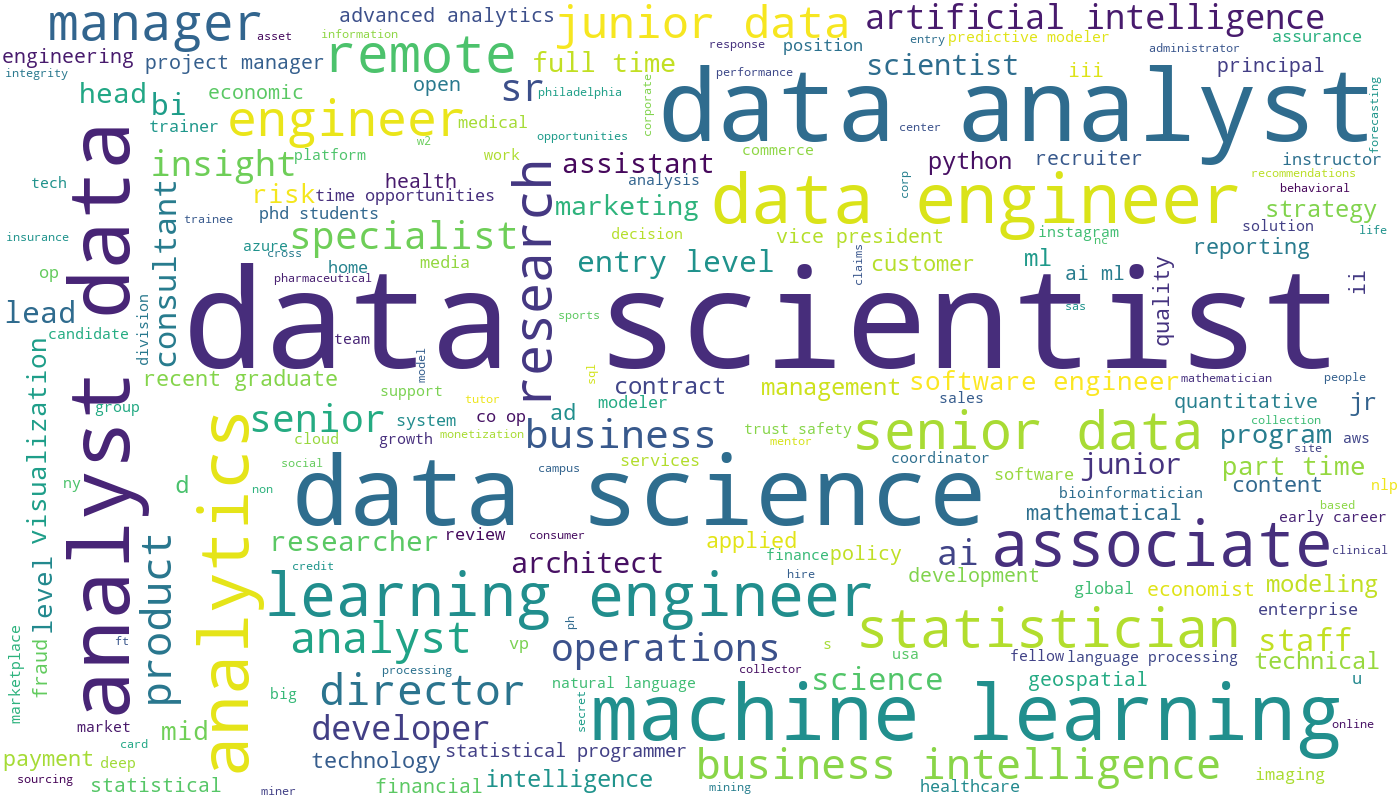 manager
asset
advanced analytics
information
junior data
artificial intelligence
engineering
integrity
project manager
remote
full time
response
position
entry
predictive modeler
administrator
assurance
head
bi
economic
open
sr
philadelphia
corporate
performance
scientist
iii
principal
data analyst
forecasting
trainer
engineer
medical
w2
opportunities
center
insight
platform
work
assistant
commerce
python
recruiter
instructor
recommendations
tech
analyst data
consultant
risk
time opportunities
health
research
analysis
marketing
data engineer
corp
behavioral
strategy
trainee
phd students
insurance
azure
cross
specialist
decision
vice president
instagram
nc
solution
life
reporting
op
home
media
pharmaceutical
entry level
claims
customer
ml
ai ml
quality
ii
lead
candidate
division
data scientist
sports
sas
team
model
level visualization
recent graduate
support
sql
contract
management
software engineer
mathematician
people
group
analytics
senior
system
tutor
co op
ad
modeler
sales
quantitative
jr
cloud
growth
monetization
business
trust safety
mentor
senior data
program
collection
aws
site
ny
d
non
social
data science
campus
services
coordinator
software
junior
part time
content
nlp
bioinformatician
mathematical
based
early career
product
researcher
review
consumer
architect
applied
finance
policy
ai
associate
clinical
credit
learning engineer
hire
development
global
economist
modeling
enterprise
marketplace
fraud
ft
analyst
ph
vp
operations
s
statistician
usa
fellow
language processing
staff
technical
processing
collector
big
director
natural language
science
geospatial
u
market
mid
developer
secret
machine learning
online
card
payment
deep
technology
statistical programmer
business intelligence
sourcing
statistical
miner
financial
intelligence
mining
healthcare
imaging